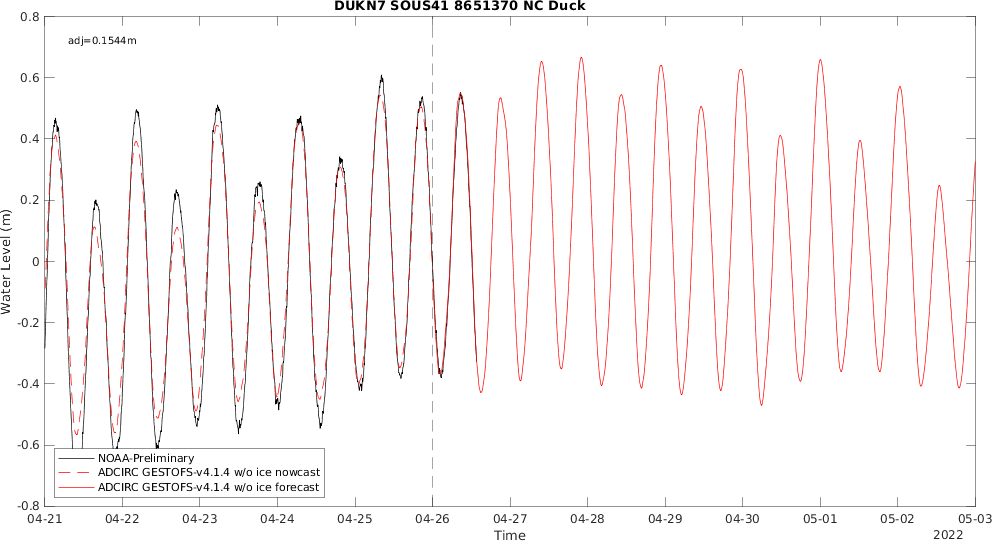 DUKN7 SOUS41 8651370 NC Duck
adj=0.1544m
0.8
0.6
0.4
0.2
0
-0.2
-0.4
-0.6
-0.8
Water Level (m)
NOAA-Preliminary
ADCIRC GESTOFS-v4.1.4 w/o ice nowcast
ADCIRC GESTOFS-v4.1.4 w/o ice forecast
04-21 04-22 04-23 04-24 04-25 04-26 04-27 04-28 04-29 04-30 05-01 05-02 05-03
Time
2022